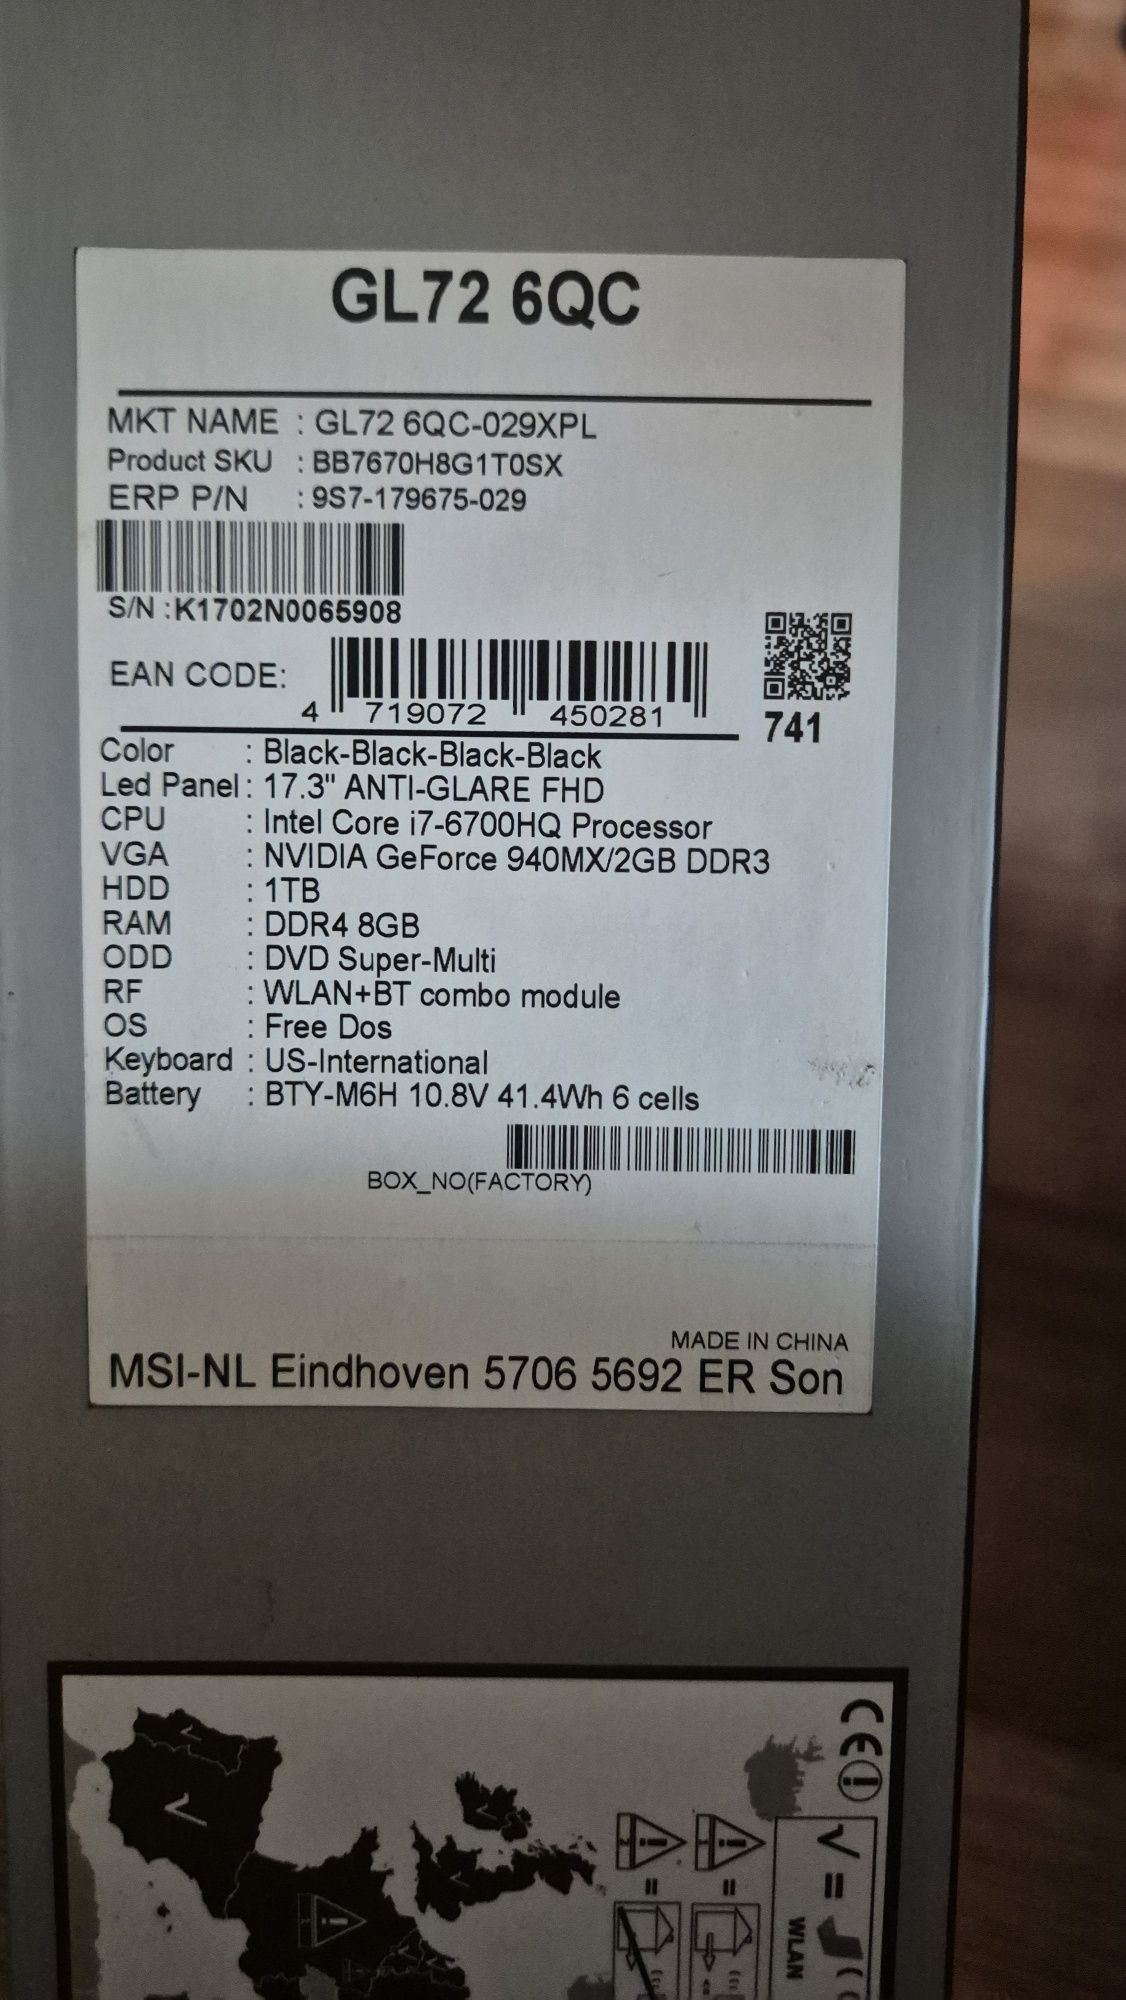 GL72 6QC
MKT NAME : GL72 6QC-029XPL
Product SKU : BB7670H8G1T0SX
ERP P/N : 9S7-179675-029
S/N :K1702N0065908
EAN CODE:
4 719072 450281
741
Color : Black-Black-Black-Black
Led Panel : 17.3" ANTI-GLARE FHD
CPU : Intel Core i7-6700HQ Processor
VGA : NVIDIA GeForce 940MX/2GB DDR3
HDD : 1TB
RAM : DDR4 8GB
ODD : DVD Super-Multi
RF : WLAN+BT combo module
OS : Free Dos
Keyboard : US-International
Battery : BTY-M6H 10.8V 41.4Wh 6 cells
BOX_NO(FACTORY)
MADE IN CHINA
MSI-NL Eindhoven 5706 5692 ER Son
CE
√ =
WLAN
! 1 =
! 2 =